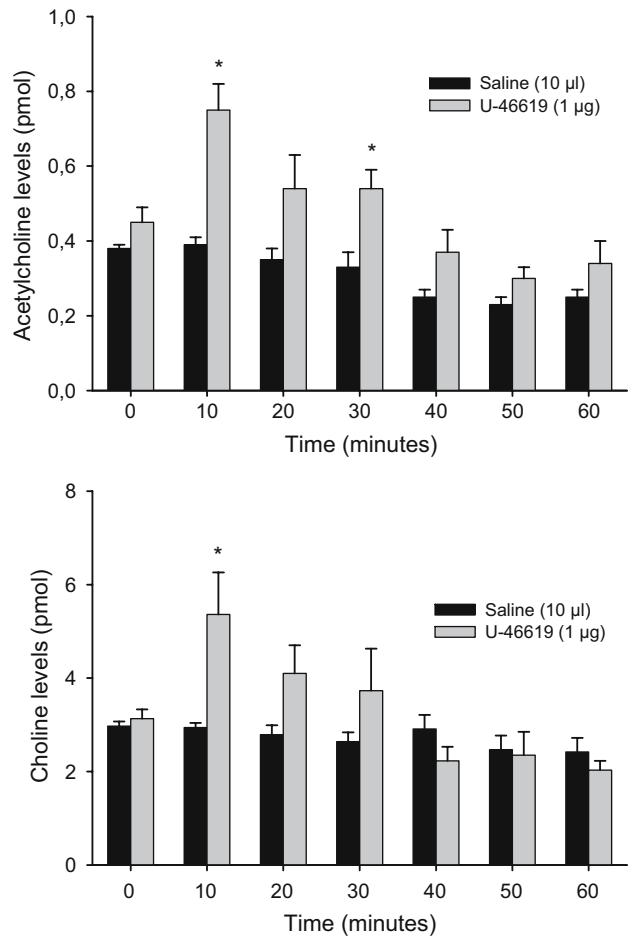 1,0
0,8
0,6
0,4
0,2
0,0
Acetylcholine levels (pmol)
*
*
Saline (10 µl)
U-46619 (1 µg)
0 10 20 30 40 50 60
Time (minutes)
8
6
4
2
0
Choline levels (pmol)
*
Saline (10 µl)
U-46619 (1 µg)
0 10 20 30 40 50 60
Time (minutes)